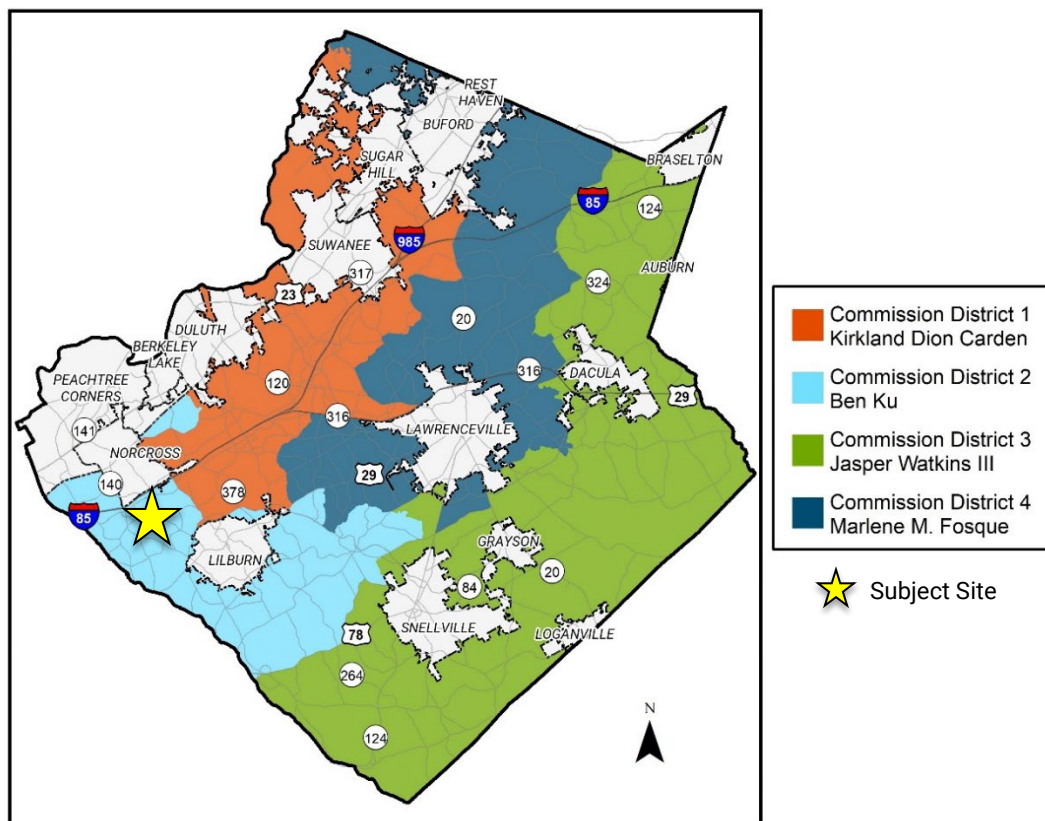 REST
HAVEN
BUFORD
BRASELTON
SUGAR
HILL
85
124
SUWANEE
985
AUBURN
317
324
23
20
DULUTH
BERKELEY
LAKE
316
DACULA
PEACHTREE
CORNERS
120
29
316
141
LAWRENCEVILLE
NORCROSS
29
140
378
85
GRAYSON
LILBURN
20
84
SNELLVILLE
LOGANVILLE
78
264
124
N
Commission District 1
Kirkland Dion Carden
Commission District 2
Ben Ku
Commission District 3
Jasper Watkins III
Commission District 4
Marlene M. Fosque
Subject Site